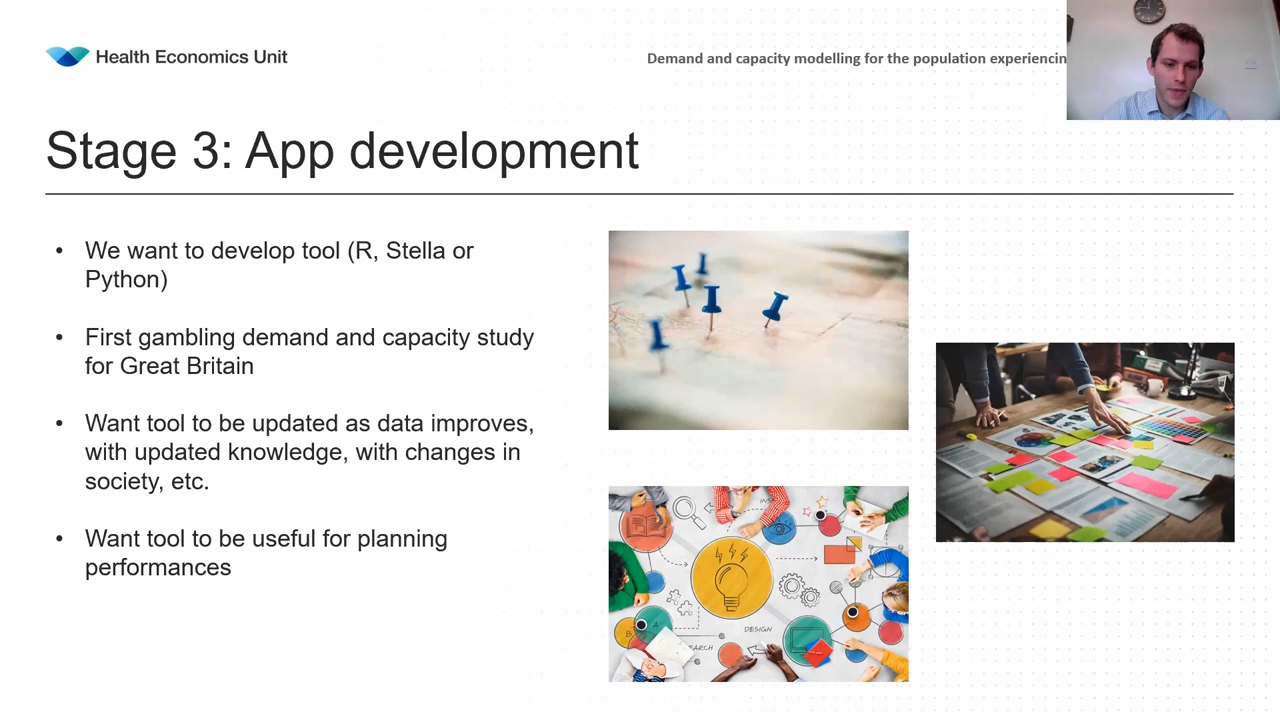 Health Economics Unit
Demand and capacity modelling for the population experiencin
Stage 3: App development
• We want to develop tool (R, Stella or
Python)
• First gambling demand and capacity study
for Great Britain
• Want tool to be updated as data improves,
with updated knowledge, with changes in
society, etc.
• Want tool to be useful for planning
performances
DESIGN